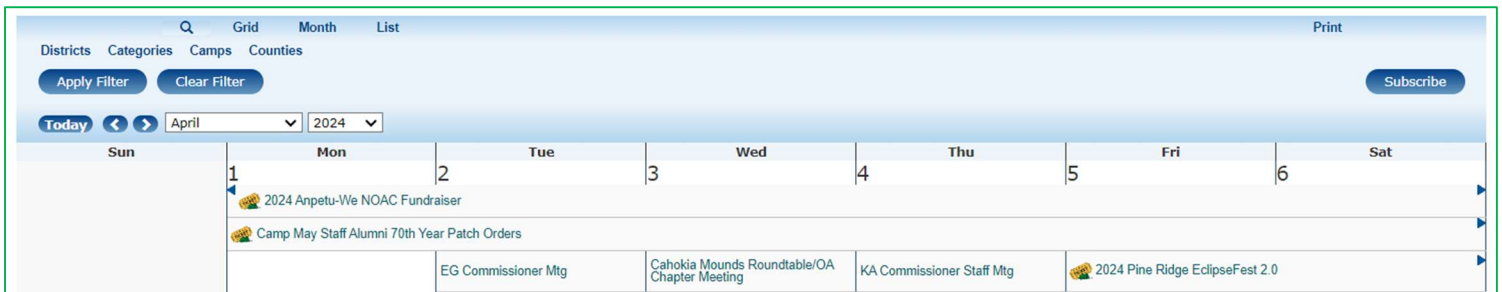 Grid Month List Print
Districts Categories Camps Counties
Apply Filter Clear Filter Subscribe
Today April 2024
Sun Mon Tue Wed Thu Fri Sat
1 2 3 4 5 6
2024 Anpetu-We NOAC Fundraiser
Camp May Staff Alumni 70th Year Patch Orders
EG Commissioner Mtg
Cahokia Mounds Roundtable/OA
Chapter Meeting
KA Commissioner Staff Mtg
2024 Pine Ridge EclipseFest 2.0